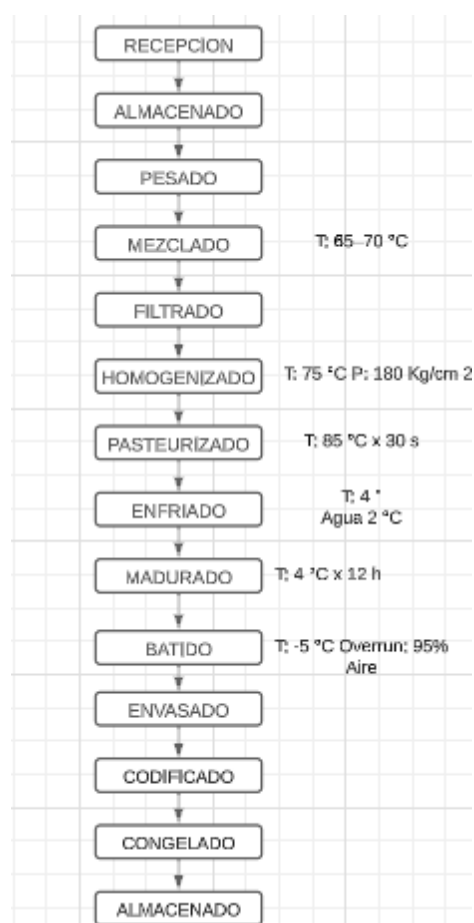 RECEPCION
ALMACENADO
PESADO
MEZCLADO
T: 65–70 °C
FILTRADO
HOMOGENIZADO
T: 75 °C P: 180 Kg/cm 2
PASTEURIZADO
T: 85 °C x 30 s
ENFRIADO
T: 4 °
Agua 2 °C
MADURADO
T: 4 °C x 12 h
BATIDO
T: -5 °C Overrun: 95%
Aire
ENVASADO
CODIFICADO
CONGELADO
ALMACENADO